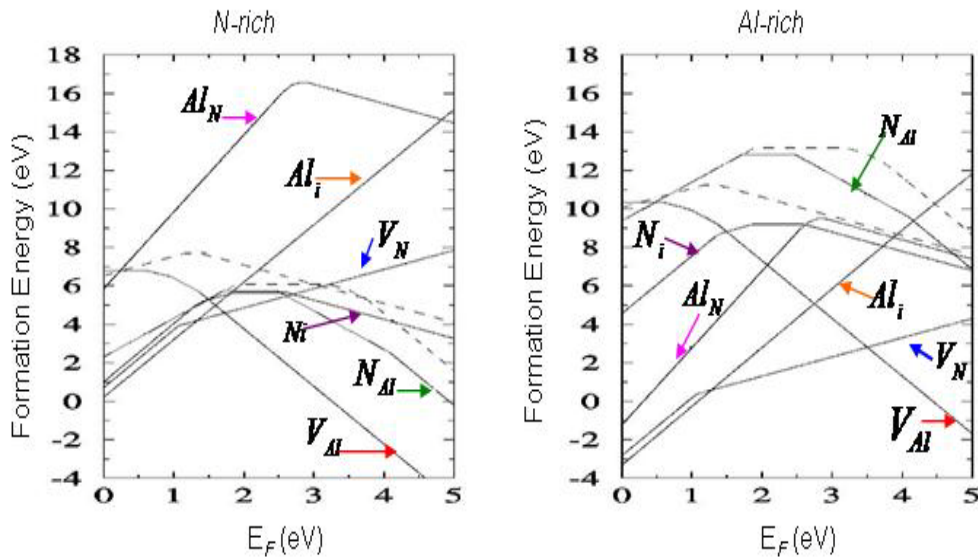 N-rich
Al-rich
Formation Energy (eV)
18
16
14
12
10
8
6
4
2
0
-2
-4
Al_N
Al_i
V_N
Ni
N_Al
V_Al
0 1 2 3 4 5
E_F (eV)
Formation Energy (eV)
18
16
14
12
10
8
6
4
2
0
-2
-4
N_Al
N_i
Al_N
Al_i
V_N
V_Al
0 1 2 3 4 5
E_F (eV)